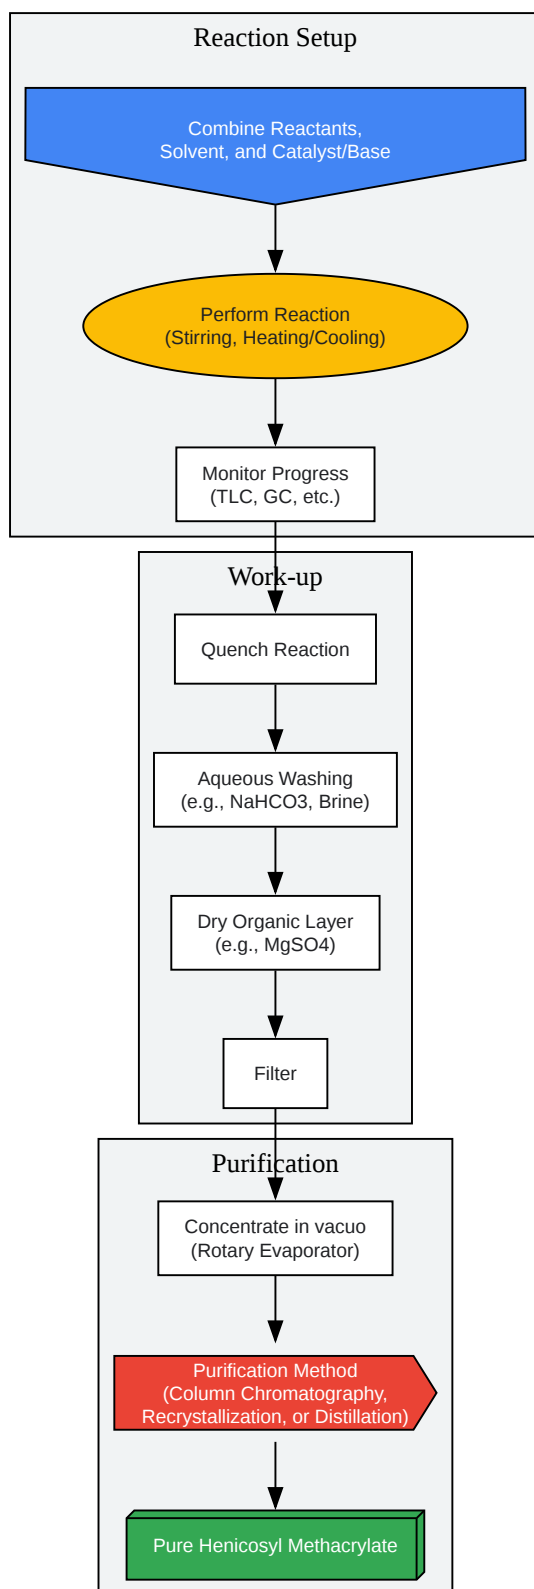 Reaction Setup
Combine Reactants,
Solvent, and Catalyst/Base
Perform Reaction
(Stirring, Heating/Cooling)
Monitor Progress
(TLC, GC, etc.)
Work-up
Quench Reaction
Aqueous Washing
(e.g., NaHCO3, Brine)
Dry Organic Layer
(e.g., MgSO4)
Filter
Purification
Concentrate in vacuo
(Rotary Evaporator)
Purification Method
(Column Chromatography,
Recrystallization, or Distillation)
Pure Henicosyl Methacrylate